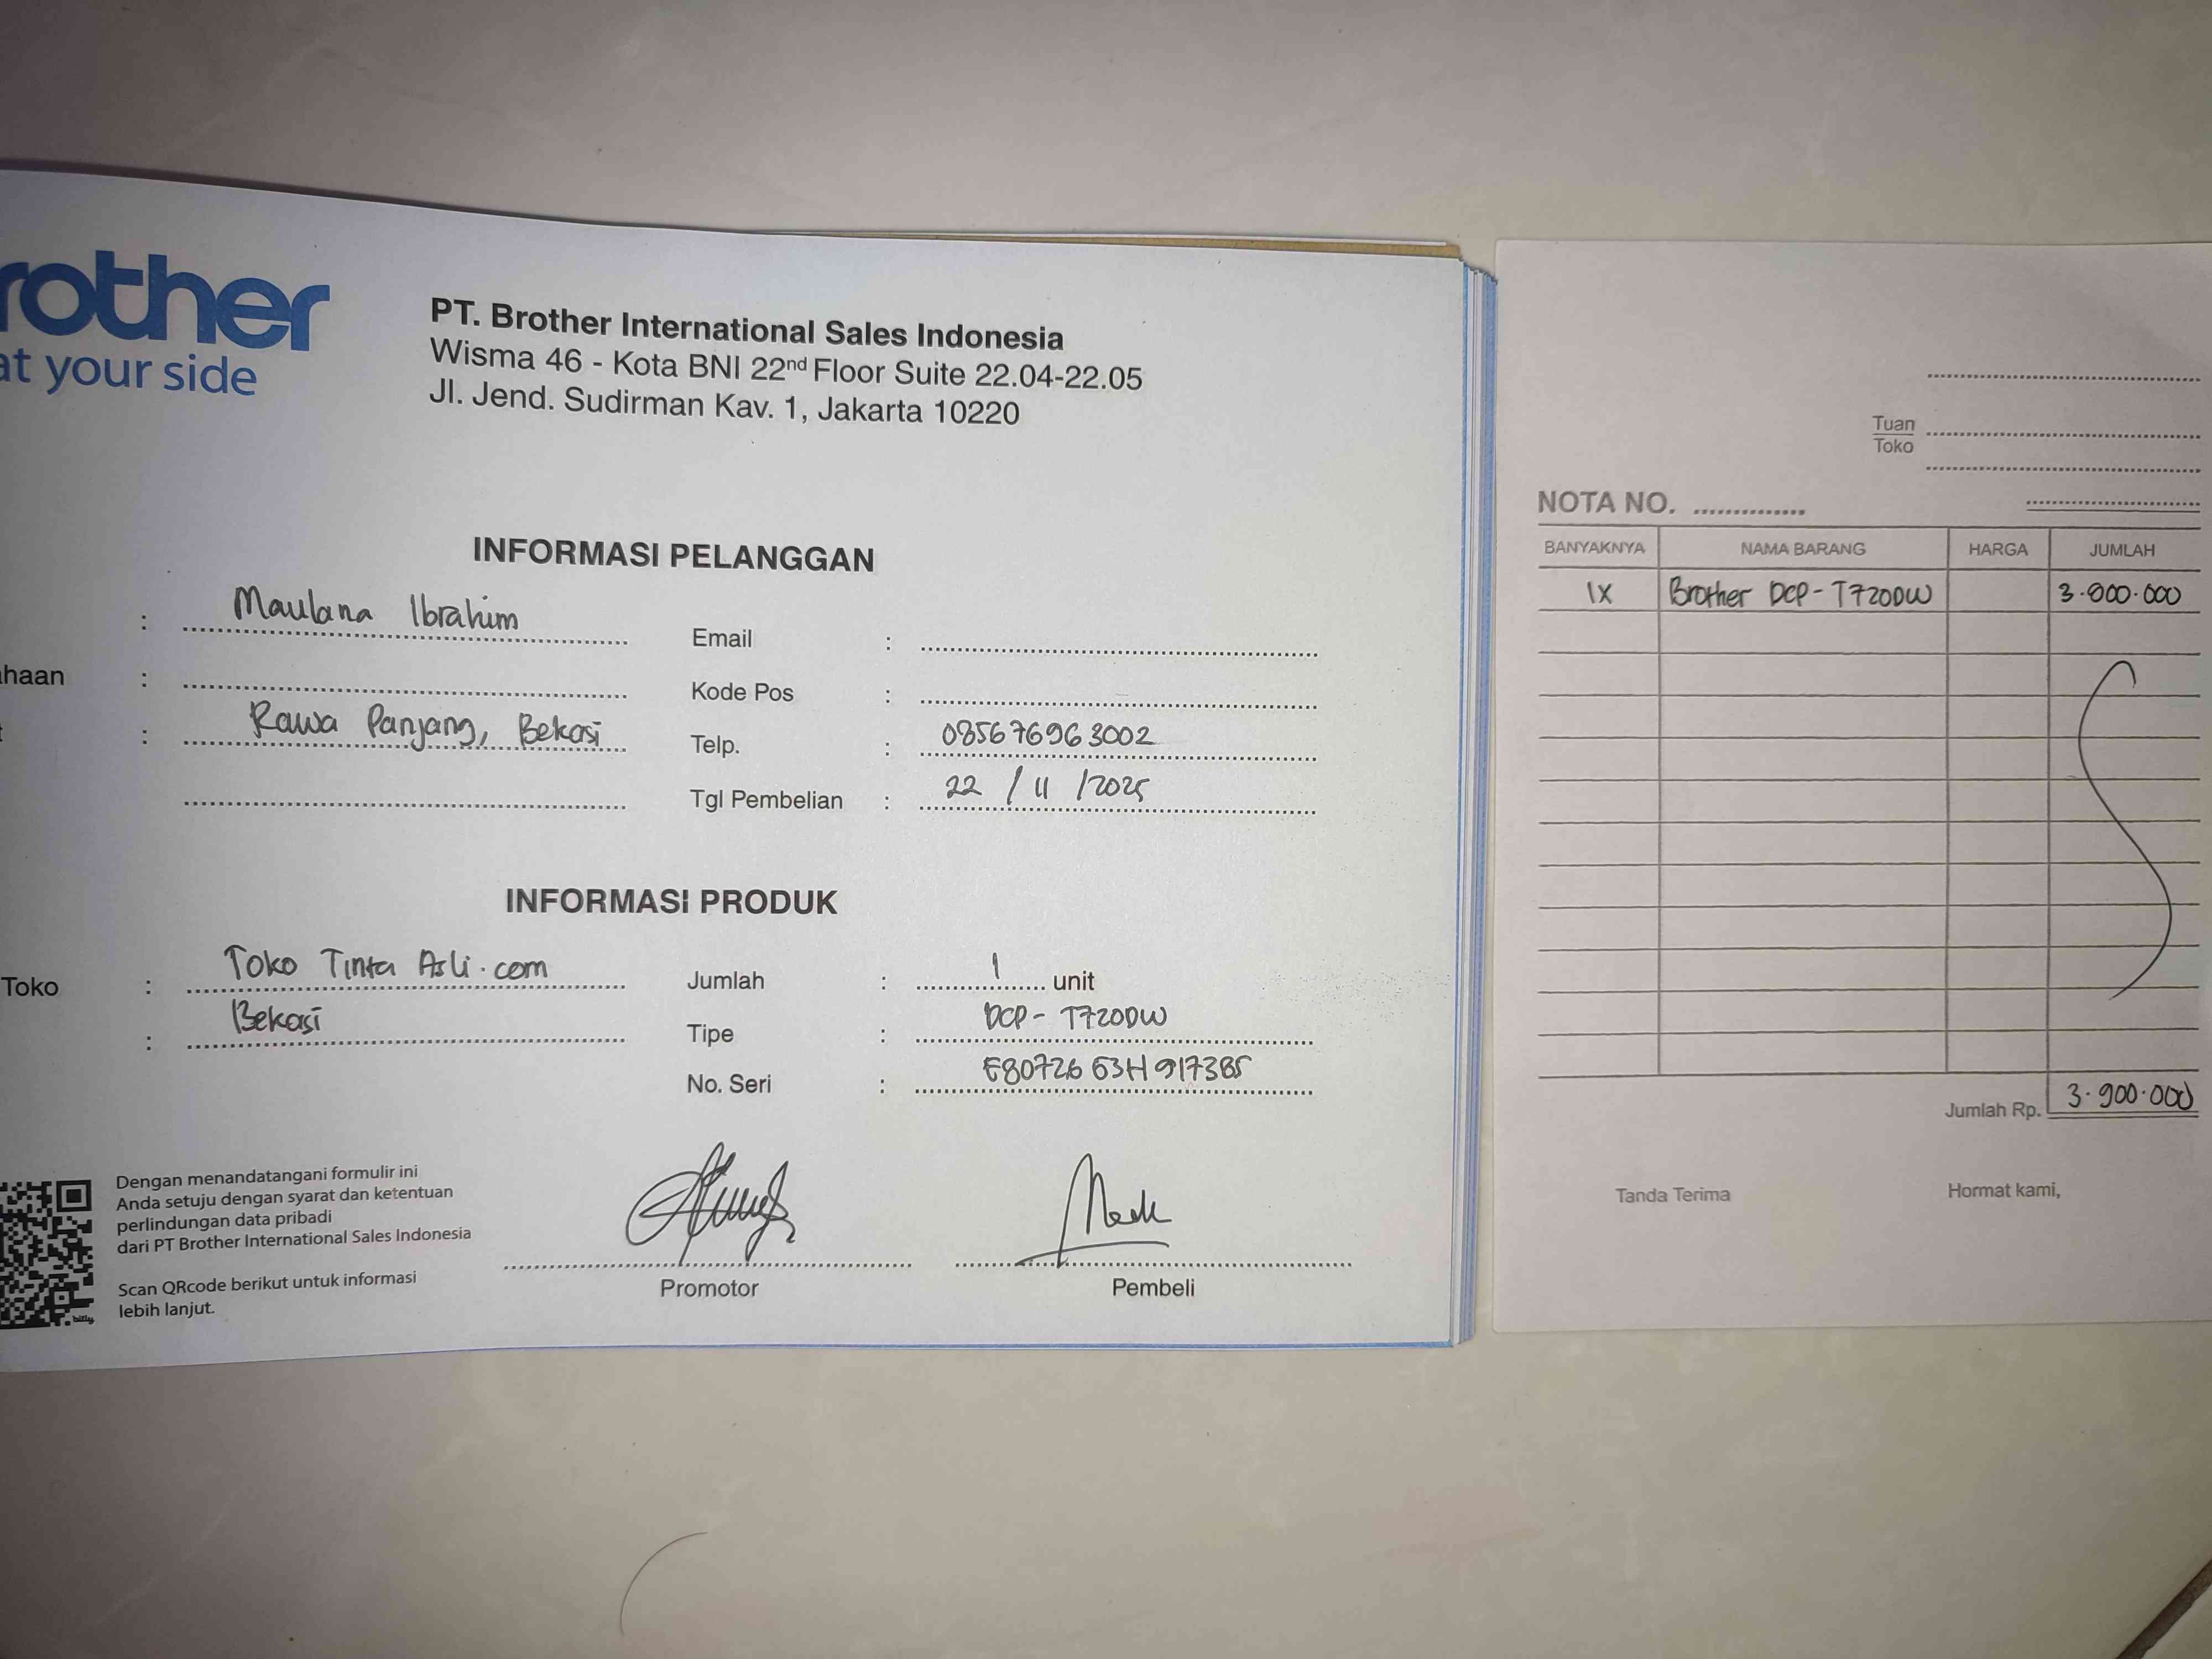 rother
at your side
PT. Brother International Sales Indonesia
Wisma 46 - Kota BNI 22nd Floor Suite 22.04-22.05
Jl. Jend. Sudirman Kav. 1, Jakarta 10220
INFORMASI PELANGGAN
: Maulana Ibrahim
Email :
haan :
Kode Pos :
: Rawa Panjang, Bekasi
Telp. : 085676963002
Tgl Pembelian : 22 / 11 / 2025
INFORMASI PRODUK
Toko : Toko Tinta Asli.com
Jumlah : 1 unit
: Bekasi
Tipe : DCP - T720DW
No. Seri : E80726 63H 917385
Dengan menandatangani formulir ini
Anda setuju dengan syarat dan ketentuan
perlindungan data pribadi
dari PT Brother International Sales Indonesia
Scan QRcode berikut untuk informasi
lebih lanjut.
bitly
Promotor
Pembeli
Tuan
Toko
NOTA NO.
BANYAKNYA NAMA BARANG HARGA JUMLAH
1X Brother DCP - T720DW 3.900.000
Jumlah Rp. 3.900.000
Tanda Terima Hormat kami,